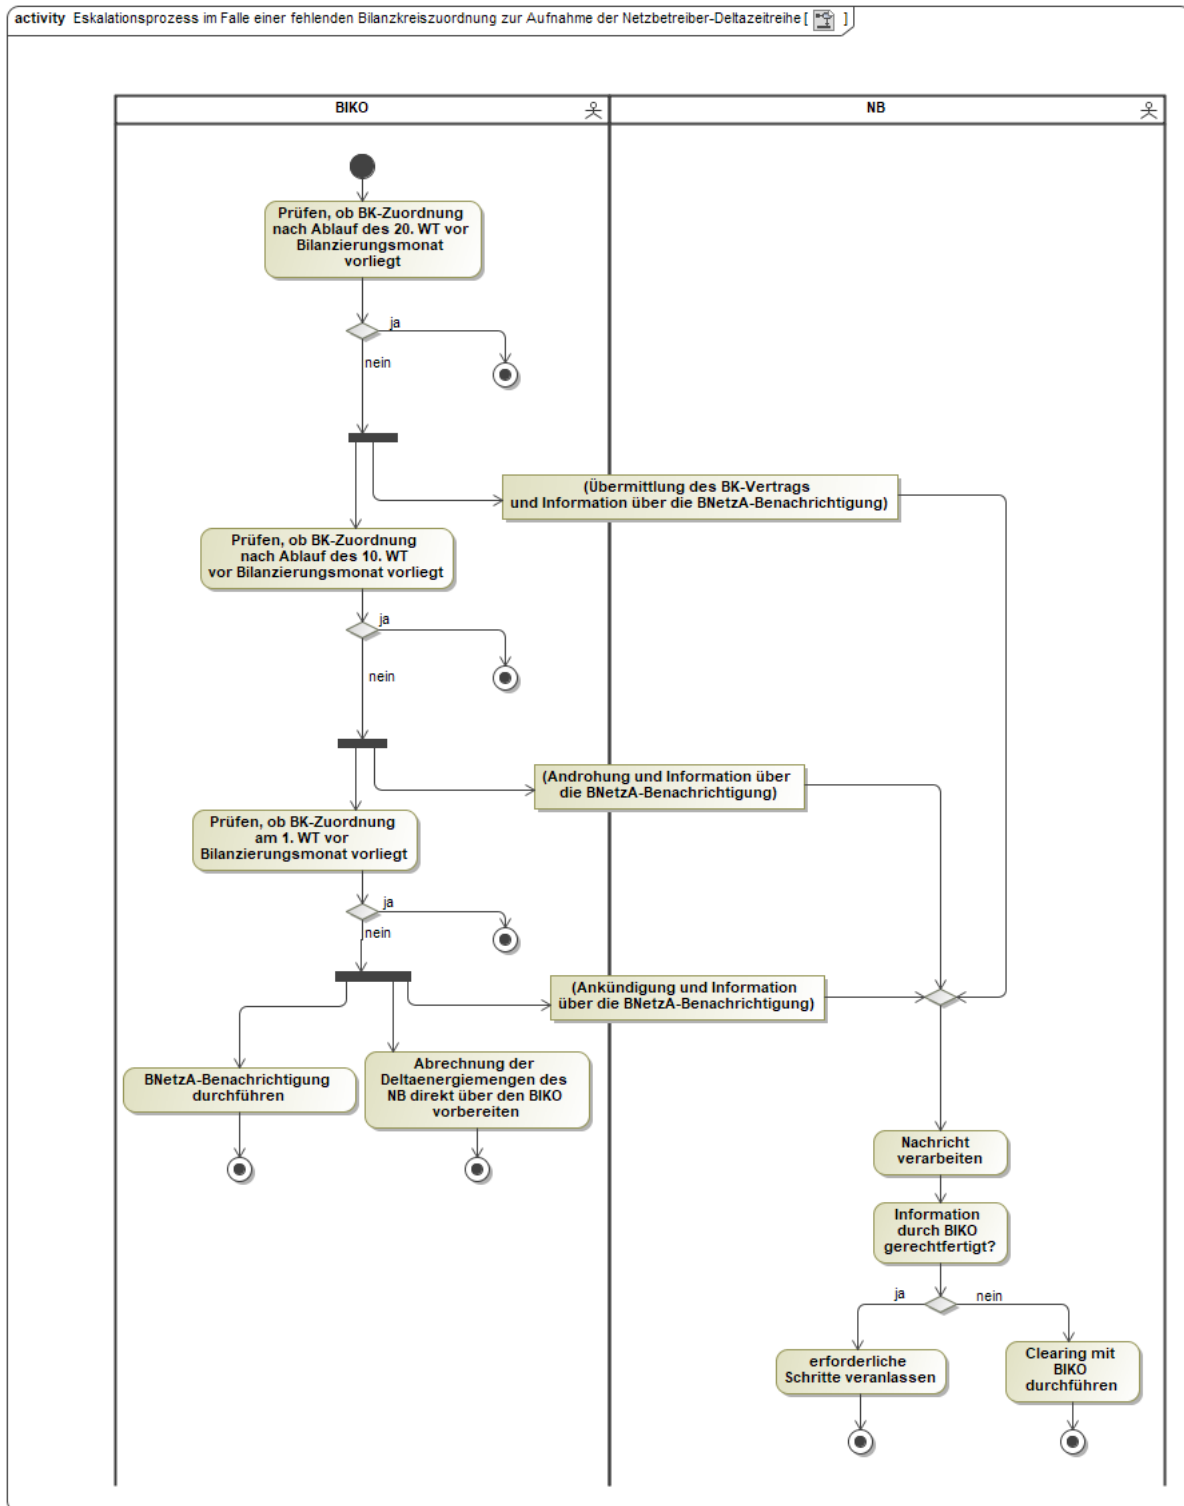 activity Eskalationsprozess im Falle einer fehlenden Bilanzkreiszuordnung zur Aufnahme der Netzbetreiber-Deltazeitreihe [ ]
BIKO
NB
Prüfen, ob BK-Zuordnung
nach Ablauf des 20. WT vor
Bilanzierungsmonat
vorliegt
ja
nein
(Übermittlung des BK-Vertrags
und Information über die BNetzA-Benachrichtigung)
Prüfen, ob BK-Zuordnung
nach Ablauf des 10. WT
vor Bilanzierungsmonat vorliegt
ja
nein
(Androhung und Information über
die BNetzA-Benachrichtigung)
Prüfen, ob BK-Zuordnung
am 1. WT vor
Bilanzierungsmonat vorliegt
ja
nein
(Ankündigung und Information
über die BNetzA-Benachrichtigung)
BNetzA-Benachrichtigung
durchführen
Abrechnung der
Deltaenergiemengen des
NB direkt über den BIKO
vorbereiten
Nachricht
verarbeiten
Information
durch BIKO
gerechtfertigt?
ja
nein
erforderliche
Schritte veranlassen
Clearing mit
BIKO
durchführen